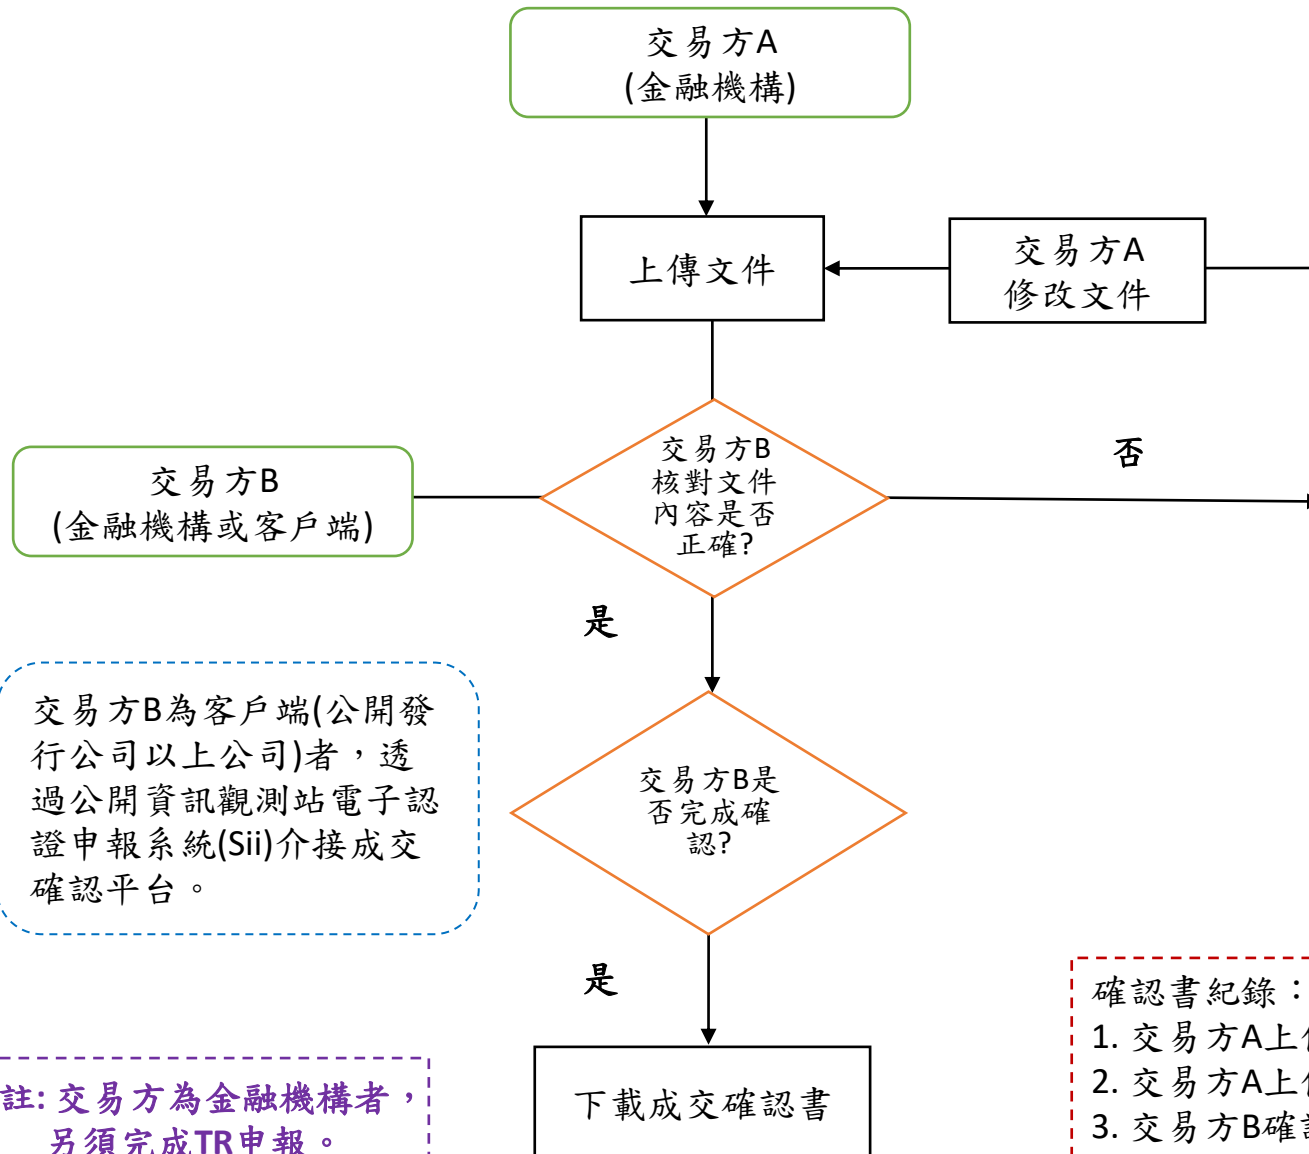 交易方A
(金融機構)
上傳文件
交易方A
修改文件
交易方B
核對文件
內容是否
正確?
否
交易方B
(金融機構或客戶端)
是
交易方B為客戶端(公開發
行公司以上公司)者，透
過公開資訊觀測站電子認
證申報系統(Sii)介接成交
確認平台。
交易方B是
否完成確
認?
是
確認書紀錄：
1. 交易方A上
2. 交易方A上
3. 交易方B確
註: 交易方為金融機構者，
另須完成TR申報。
下載成交確認書